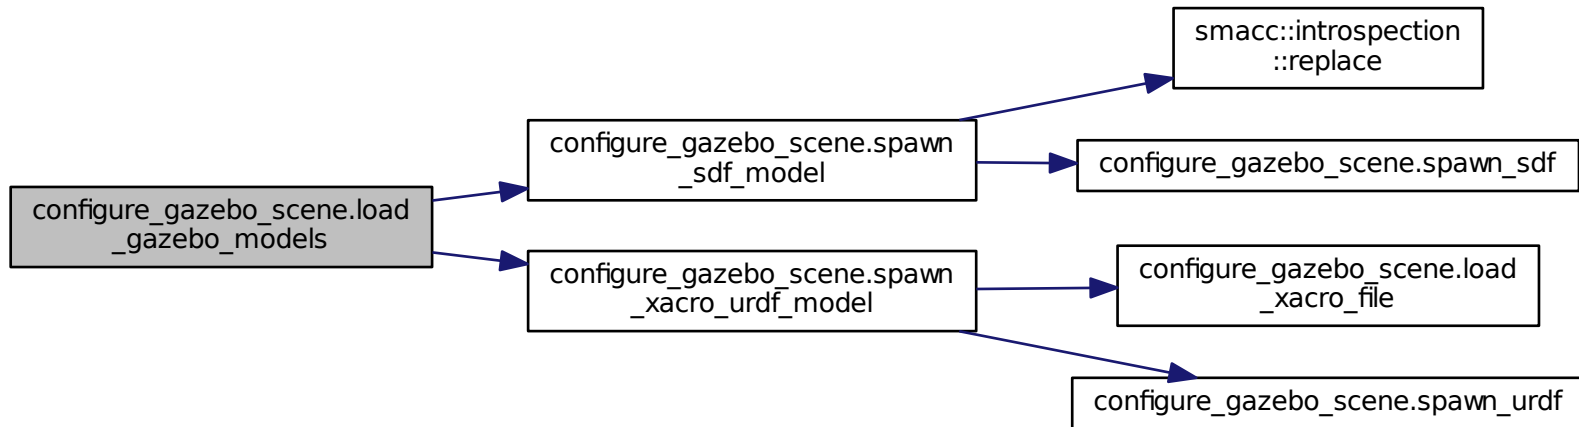 configure_gazebo_scene.load
_gazebo_models
configure_gazebo_scene.spawn
_sdf_model
configure_gazebo_scene.spawn
_xacro_urdf_model
smacc::introspection
::replace
configure_gazebo_scene.spawn_sdf
configure_gazebo_scene.load
_xacro_file
configure_gazebo_scene.spawn_urdf